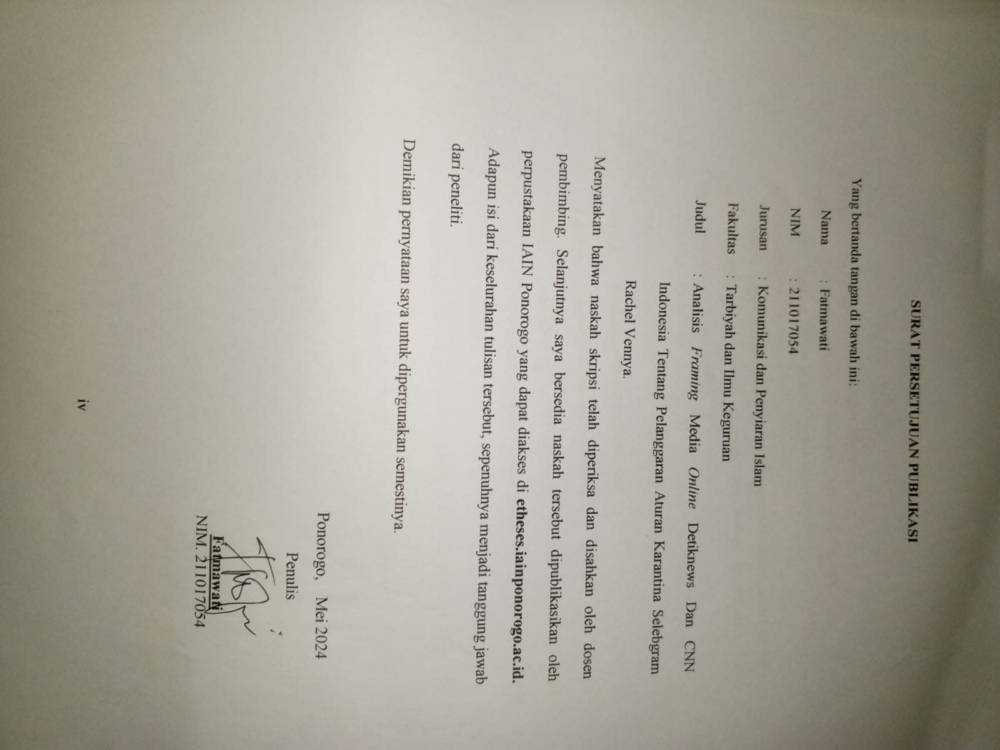 SURAT PERSETUJUAN PUBLIKASI
Yang bertanda tangan di bawah ini:
Nama : Fatmawati
NIM : 211017054
Jurusan : Komunikasi dan Penyiaran Islam
Fakultas : Tarbiyah dan Ilmu Keguruan
Judul : Analisis Framing Media Online Detiknews Dan CNN
Indonesia Tentang Pelanggaran Aturan Karantina Selebgram
Rachel Vennya.
Menyatakan bahwa naskah skripsi telah diperiksa dan disahkan oleh dosen
pembimbing. Selanjutnya saya bersedia naskah tersebut dipublikasikan oleh
perpustakaan IAIN Ponorogo yang dapat diakses di etheses.iainponorogo.ac.id.
Adapun isi dari keselurahan tulisan tersebut, sepenuhnya menjadi tanggung jawab
dari peneliti.
Demikian pernyataan saya untuk dipergunakan semestinya.
Ponorogo, Mei 2024
Penulis
Fatmawati
NIM. 211017054
iv